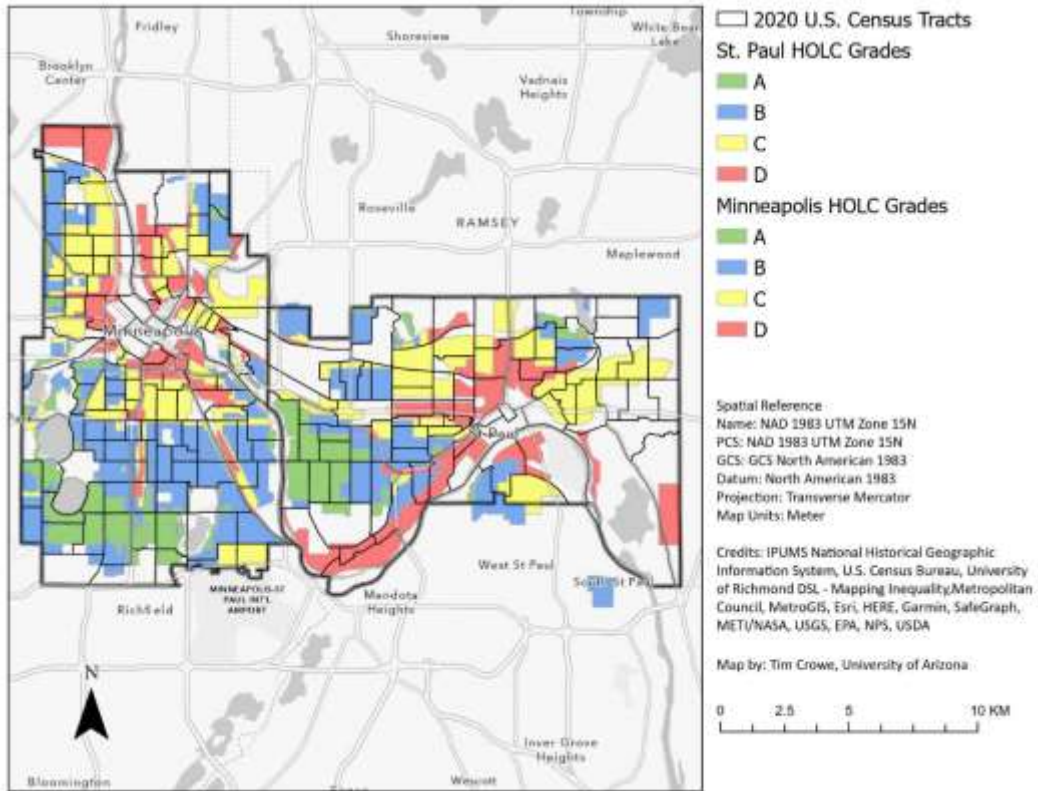 Township
Fridley
White Bear
Lake
Shoreview
Brooklyn
Center
Vadnais
Heights
Roseville
RAMSEY
Maplewood
Minneapolis
St Paul
West St Paul
South St Paul
MINNEAPOLIS-ST
PAUL INT'L
AIRPORT
Richfield
Mendota
Heights
N
Inver Grove
Heights
Bloomington
Eagan
Wescott
2020 U.S. Census Tracts
St. Paul HOLC Grades
A
B
C
D
Minneapolis HOLC Grades
A
B
C
D
Spatial Reference
Name: NAD 1983 UTM Zone 15N
PCS: NAD 1983 UTM Zone 15N
GCS: GCS North American 1983
Datum: North American 1983
Projection: Transverse Mercator
Map Units: Meter
Credits: IPUMS National Historical Geographic
Information System, U.S. Census Bureau, University
of Richmond DSL - Mapping Inequality,Metropolitan
Council, MetroGIS, Esri, HERE, Garmin, SafeGraph,
METI/NASA, USGS, EPA, NPS, USDA
Map by: Tim Crowe, University of Arizona
0 2.5 5 10 KM